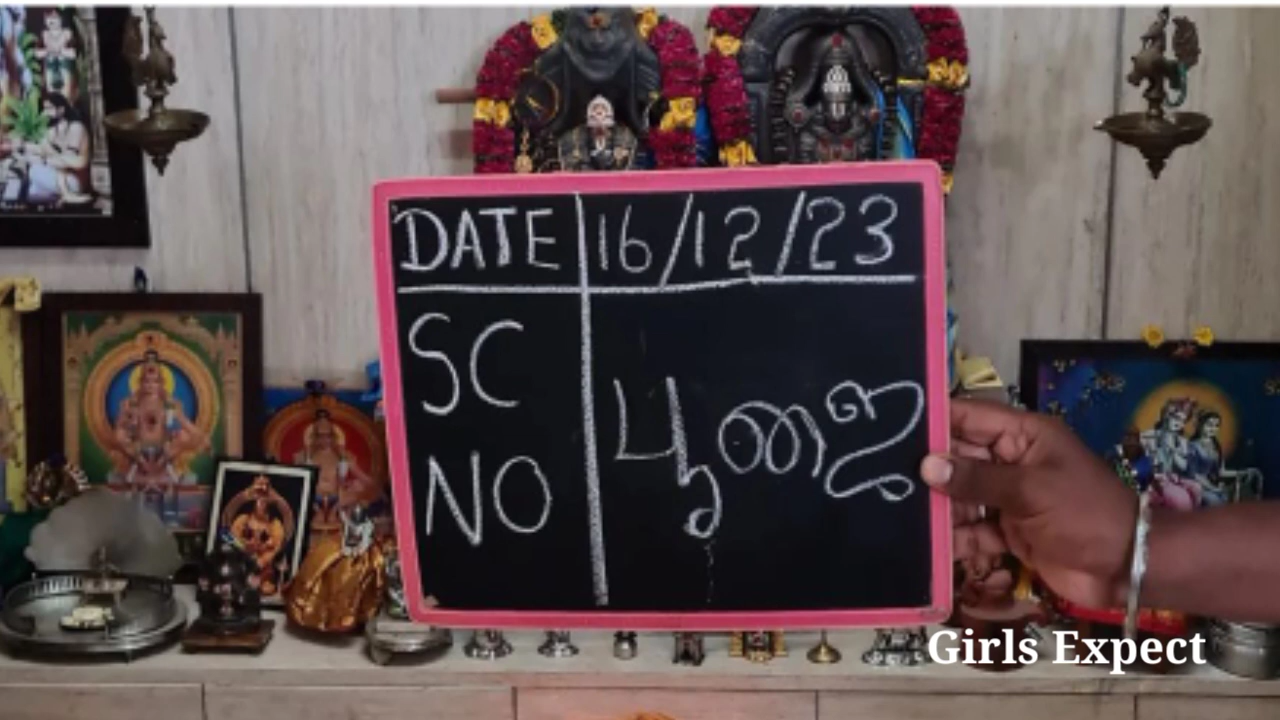 DATE 16/12/23
SC
NO பூஜை
Girls Expect